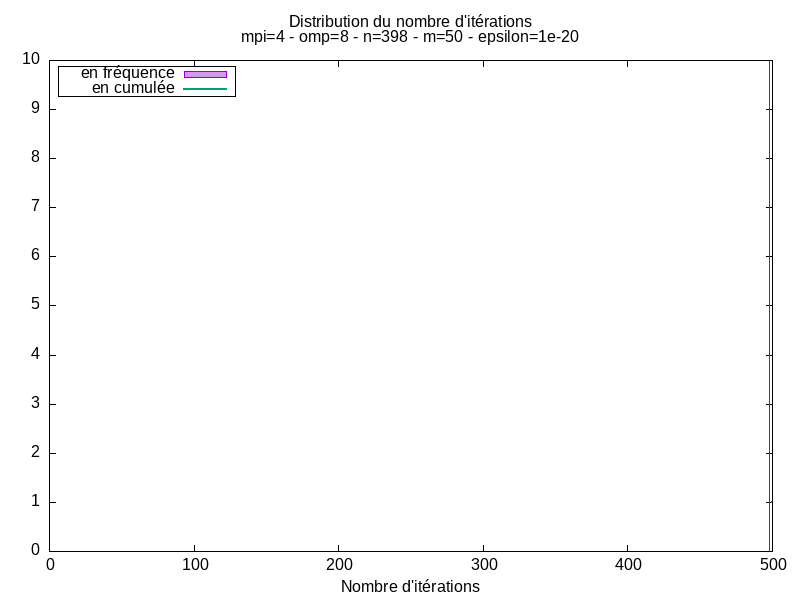 Distribution du nombre d'itérations
mpi=4 - omp=8 - n=398 - m=50 - epsilon=1e-20
10
en fréquence
en cumulée
9
8
7
6
5
4
3
2
1
0
0 100 200 300 400 500
Nombre d'itérations